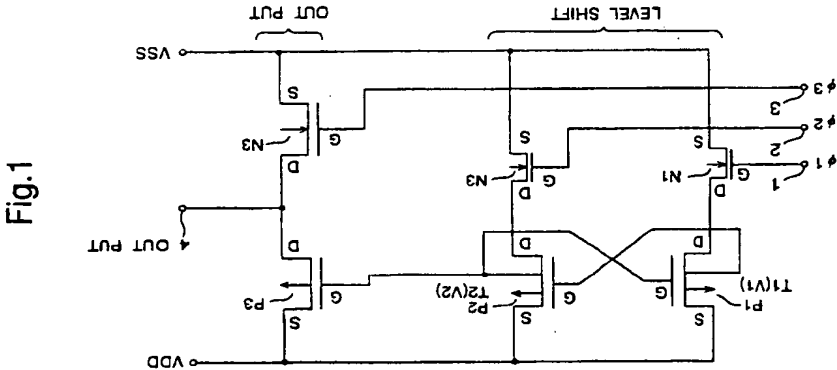 Fig.1
VDD
S
S
S
P1
G
T1(V1)
P2
G
T2(V2)
P3
G
D
D
D
4 OUT PUT
φ1
1
G
N1
D
S
φ2
2
G
N3
D
S
φ3
3
G
N3
D
S
VSS
LEVEL SHIFT
OUT PUT